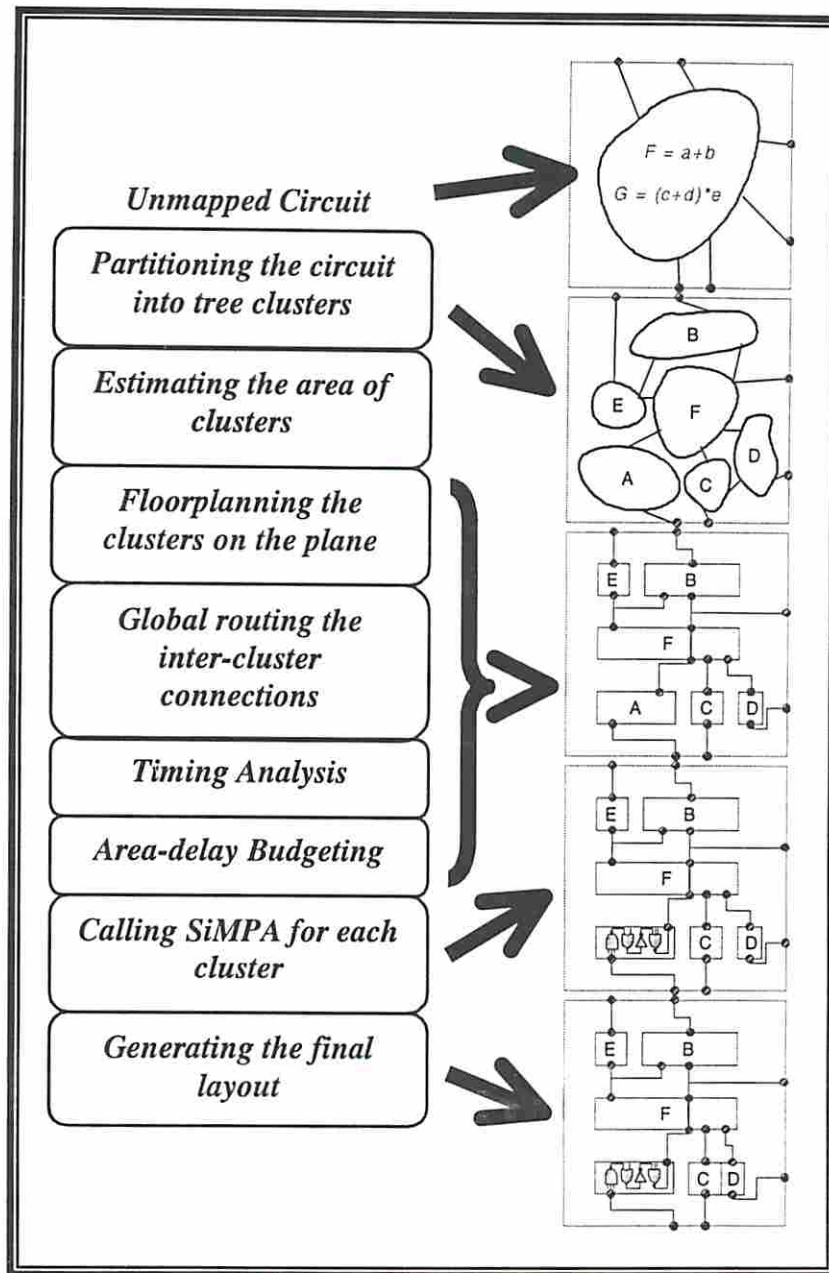 F = a+b
G = (c+d)*e
Unmapped Circuit
Partitioning the circuit
into tree clusters
Estimating the area of
clusters
Floorplanning the
clusters on the plane
Global routing the
inter-cluster
connections
Timing Analysis
Area-delay Budgeting
Calling SiMPA for each
cluster
Generating the final
layout
B
E
F
D
A
C
E
B
F
A
C
D
E
B
F
C
D
E
B
F
C
D